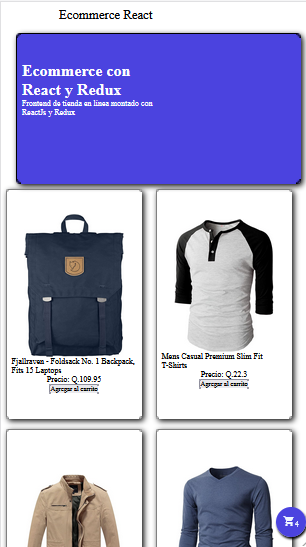 Ecommerce React
Ecommerce con
React y Redux
Frontend de tienda en linea montado con
ReactJs y Redux
Fjallraven - Foldsack No. 1 Backpack,
Fits 15 Laptops
Precio: Q.109.95
Agregar al carrito
Mens Casual Premium Slim Fit
T-Shirts
Precio: Q.22.3
Agregar al carrito
4